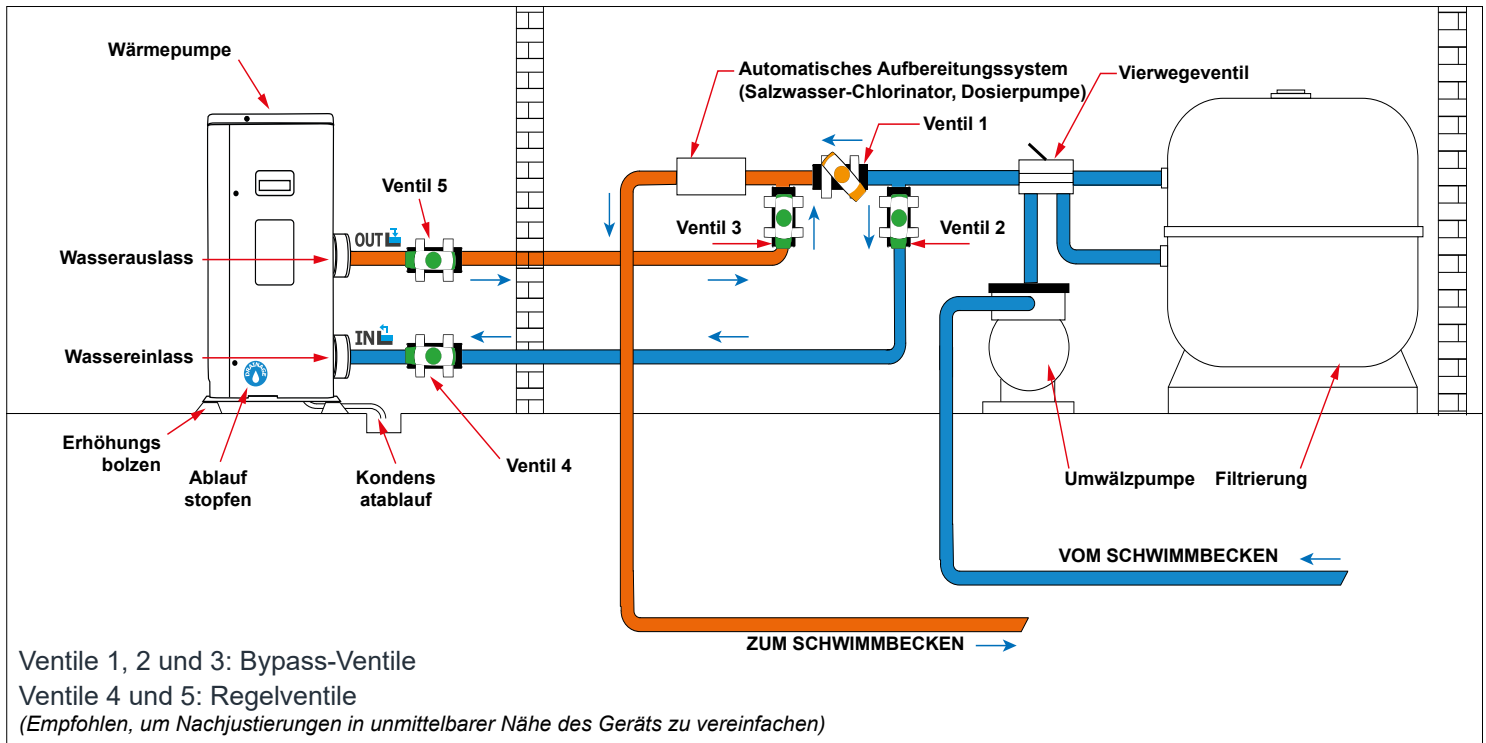 Wärmepumpe
Automatisches Aufbereitungssystem
(Salzwasser-Chlorinator, Dosierpumpe)
Vierwegeventil
Ventil 1
Ventil 5
Ventil 3
Ventil 2
OUT
Wasserauslass
IN
Wassereinlass
DRAINAGE
Erhöhungs
bolzen
Ablauf
stopfen
Kondens
atablauf
Ventil 4
Umwälzpumpe
Filtrierung
VOM SCHWIMMBECKEN
ZUM SCHWIMMBECKEN
Ventile 1, 2 und 3: Bypass-Ventile
Ventile 4 und 5: Regelventile
(Empfohlen, um Nachjustierungen in unmittelbarer Nähe des Geräts zu vereinfachen)